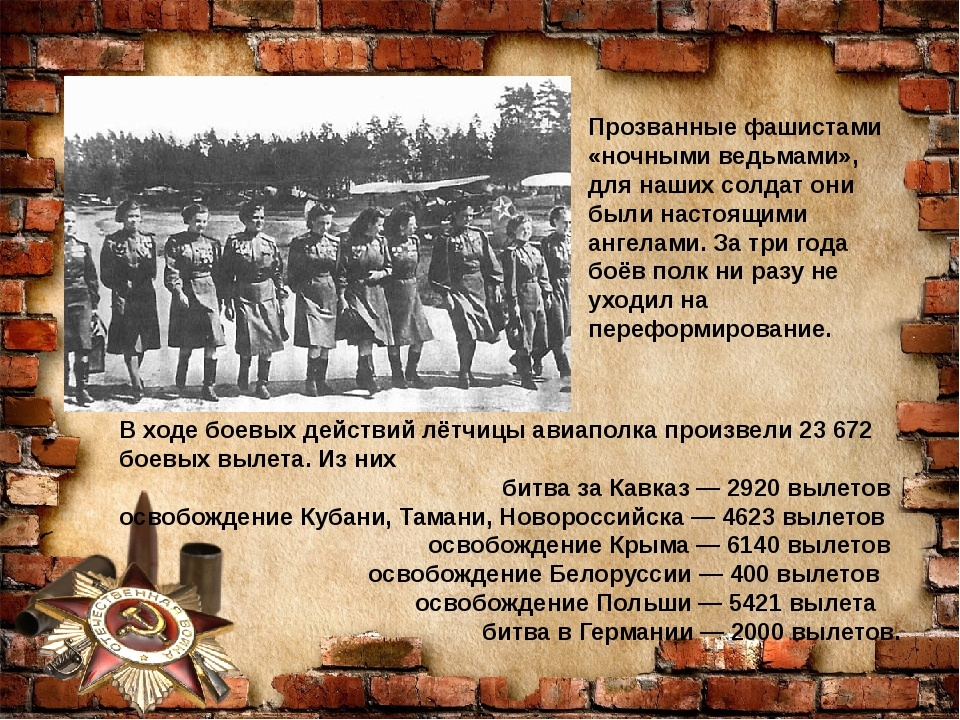 Прозванные фашистами
«ночными ведьмами»,
для наших солдат они
были настоящими
ангелами. За три года
боёв полк ни разу не
уходил на
переформирование.
В ходе боевых действий лётчицы авиаполка произвели 23 672
боевых вылета. Из них
битва за Кавказ — 2920 вылетов
освобождение Кубани, Тамани, Новороссийска — 4623 вылетов
освобождение Крыма — 6140 вылетов
освобождение Белоруссии — 400 вылетов
освобождение Польши — 5421 вылета
битва в Германии — 2000 вылетов.
ОТЕЧЕСТВЕННАЯ ВОЙНА